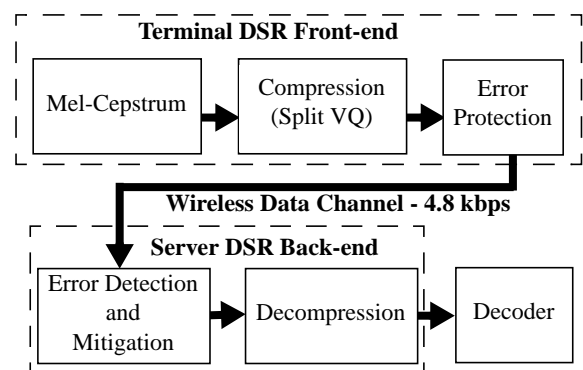 Terminal DSR Front-end
Mel-Cepstrum
Compression
(Split VQ)
Error
Protection
Wireless Data Channel - 4.8 kbps
Server DSR Back-end
Error Detection
and
Mitigation
Decompression
Decoder